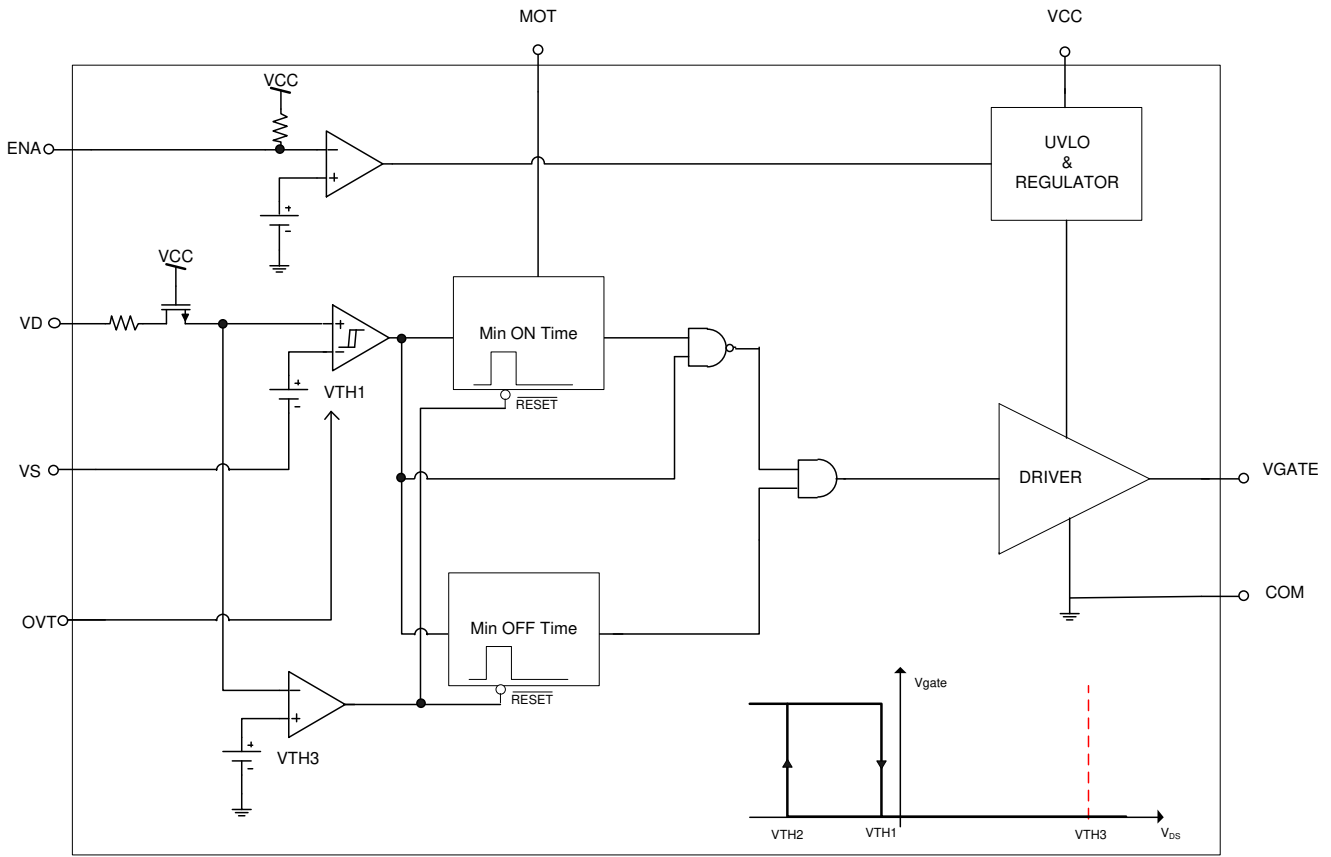 MOT
VCC
VCC
ENA
−
+
+
-
UVLO
&
REGULATOR
VCC
VD
+
−
+
-
VTH1
Min ON Time
RESET
VS
DRIVER
VGATE
OVT
COM
Min OFF Time
RESET
−
+
+
-
VTH3
Vgate
VTH2
VTH1
VTH3
VDS